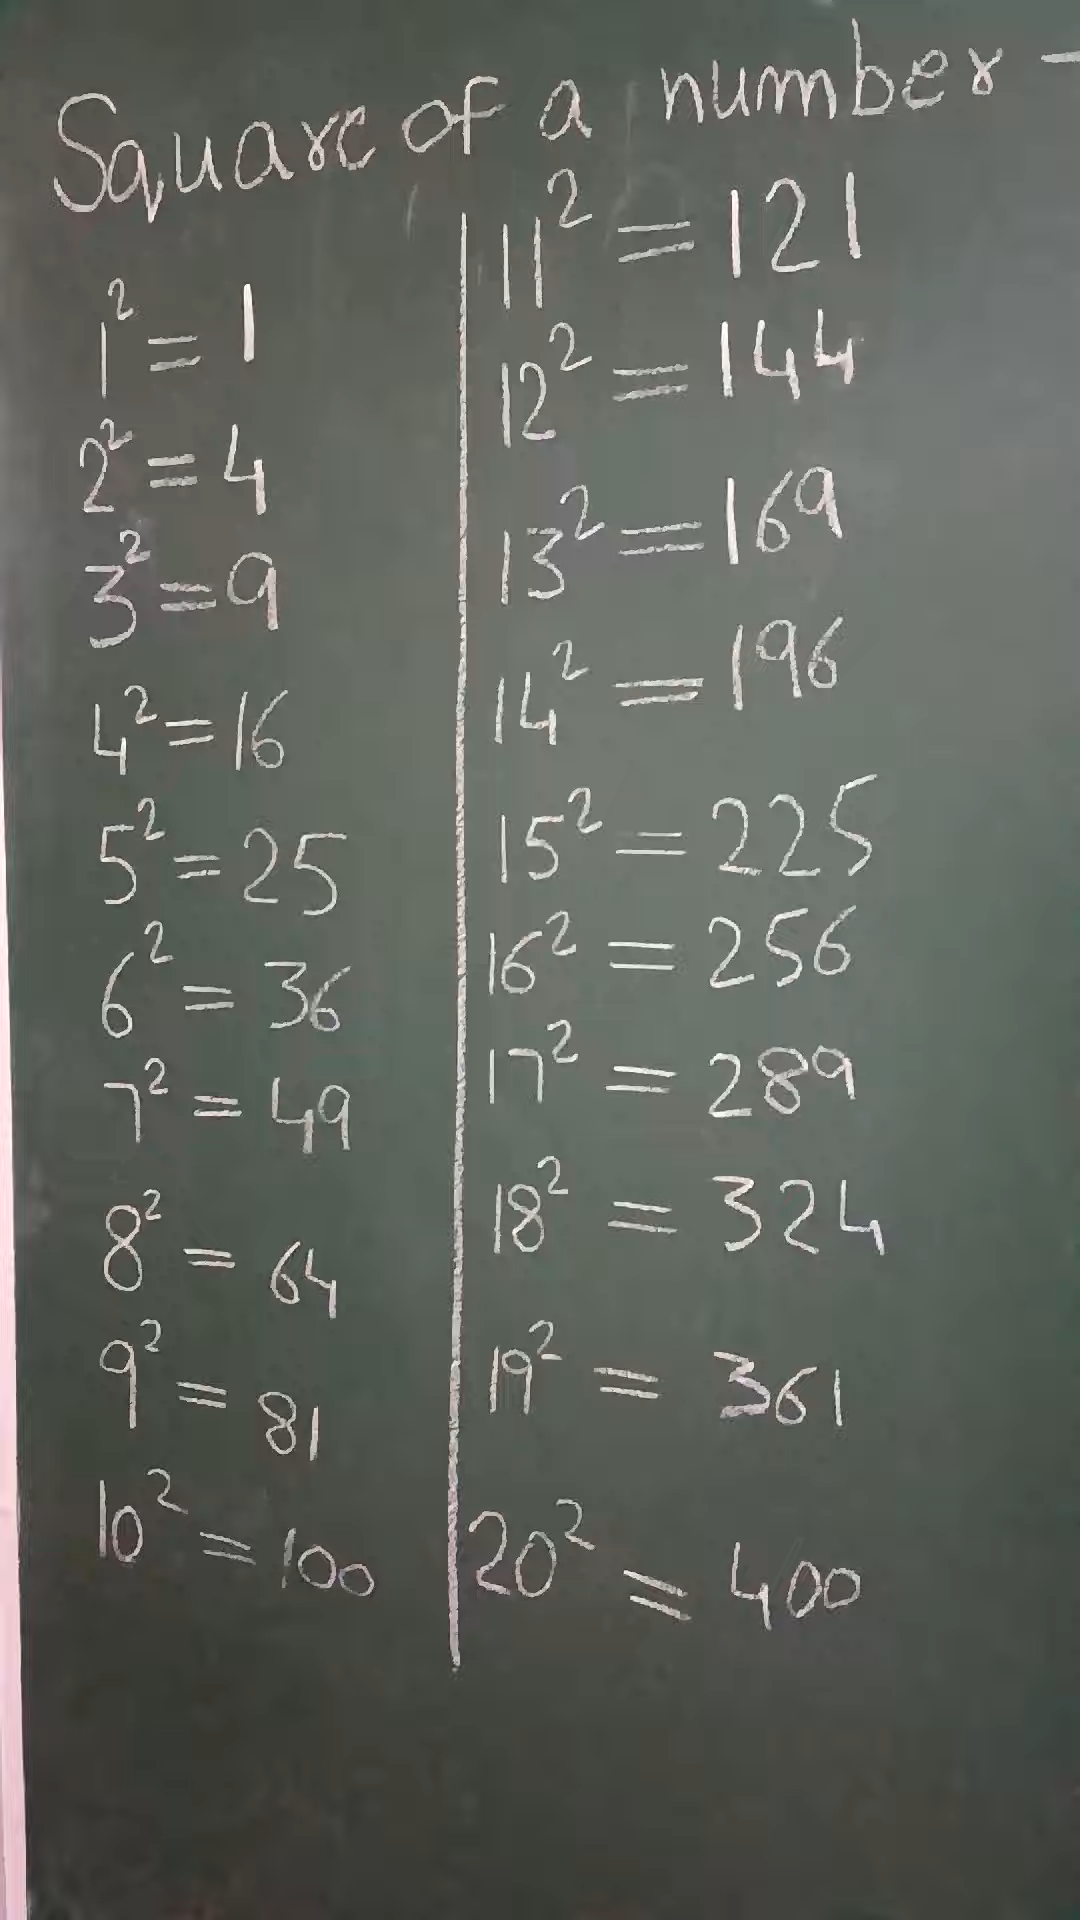 Square of a number -
1² = 1
2² = 4
3² = 9
4² = 16
5² = 25
6² = 36
7² = 49
8² = 64
9² = 81
10² = 100
11² = 121
12² = 144
13² = 169
14² = 196
15² = 225
16² = 256
17² = 289
18² = 324
19² = 361
20² = 400